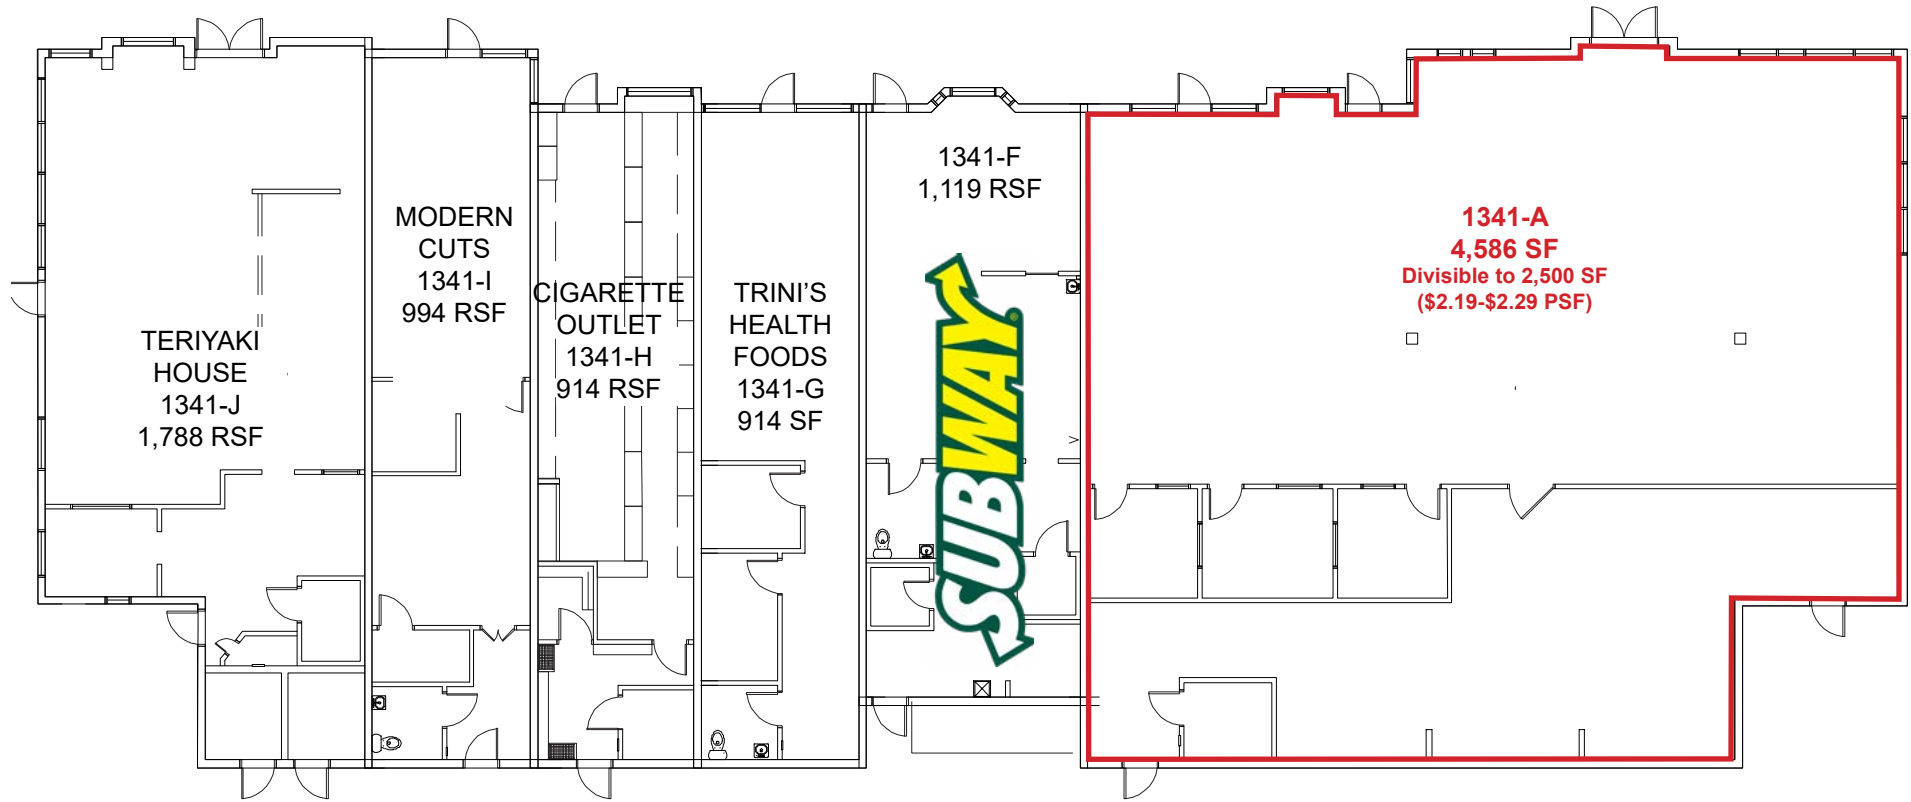 TERIYAKI
HOUSE
1341-J
1,788 RSF
MODERN
CUTS
1341-I
994 RSF
CIGARETTE
OUTLET
1341-H
914 RSF
TRINI'S
HEALTH
FOODS
1341-G
914 SF
1341-F
1,119 RSF
SUBWAY®
1341-A
4,586 SF
Divisible to 2,500 SF
($2.19-$2.29 PSF)